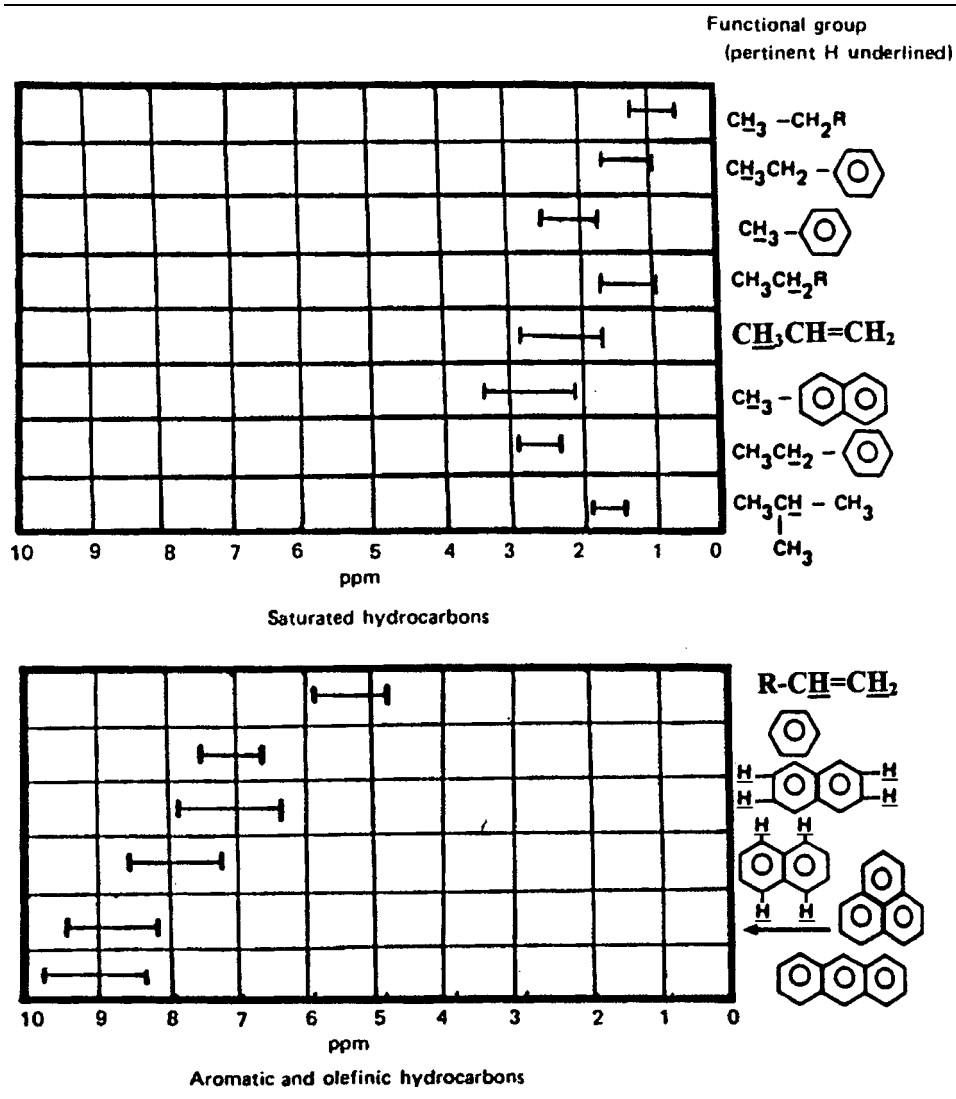 Functional group
(pertinent H underlined)
CH₃ –CH₂R
CH₃CH₂ –
CH₃–
CH₃CH₂R
CH₃CH=CH₂
CH₃ –
CH₃CH₂ –
CH₃CH – CH₃
CH₃
10 9 8 7 6 5 4 3 2 1 0
ppm
Saturated hydrocarbons
R-CH=CH₂
H H
H H
H H
H H
10 9 8 7 6 5 4 3 2 1 0
ppm
Aromatic and olefinic hydrocarbons